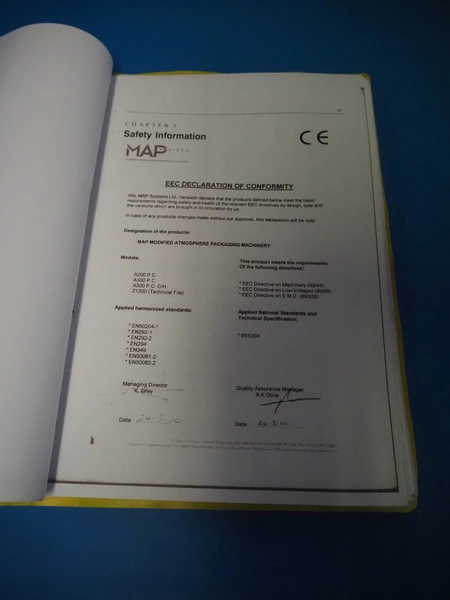 CHAPTER 5
Safety Information
CE
MAP
EEC DECLARATION OF CONFORMITY
We, MAP Systems Ltd., herewith declare that the products defined below meet the basic
requirements regarding safety and health of the relevant EEC directives by design, type and
the versions which are brought in to circulation by us.
In case of any products changes made without our approval, this declaration will be void.
Designation of the products:
MAP MODIFIED ATMOSPHERE PACKAGING MACHINERY
Models:
A200 P.C
A300 P.C
A300 P.C. D/H
Z1200 (Technical File)
This product meets the requirements
Of the following directives:
* EEC Directive on Machinery
* EEC Directive on Low-Voltages
* EEC Directive on E.M.C. (89/336)
Applied harmonized standards:
* EN60204-1
* EN292-1
* EN292-2
* EN294
* EN349
* EN50081-2
* EN50082-2
Applied National Standards and
Technical Specification:
* BS5304
Managing Director
K. Gray
Date
Quality Assurance Manager
A K Olive
Date